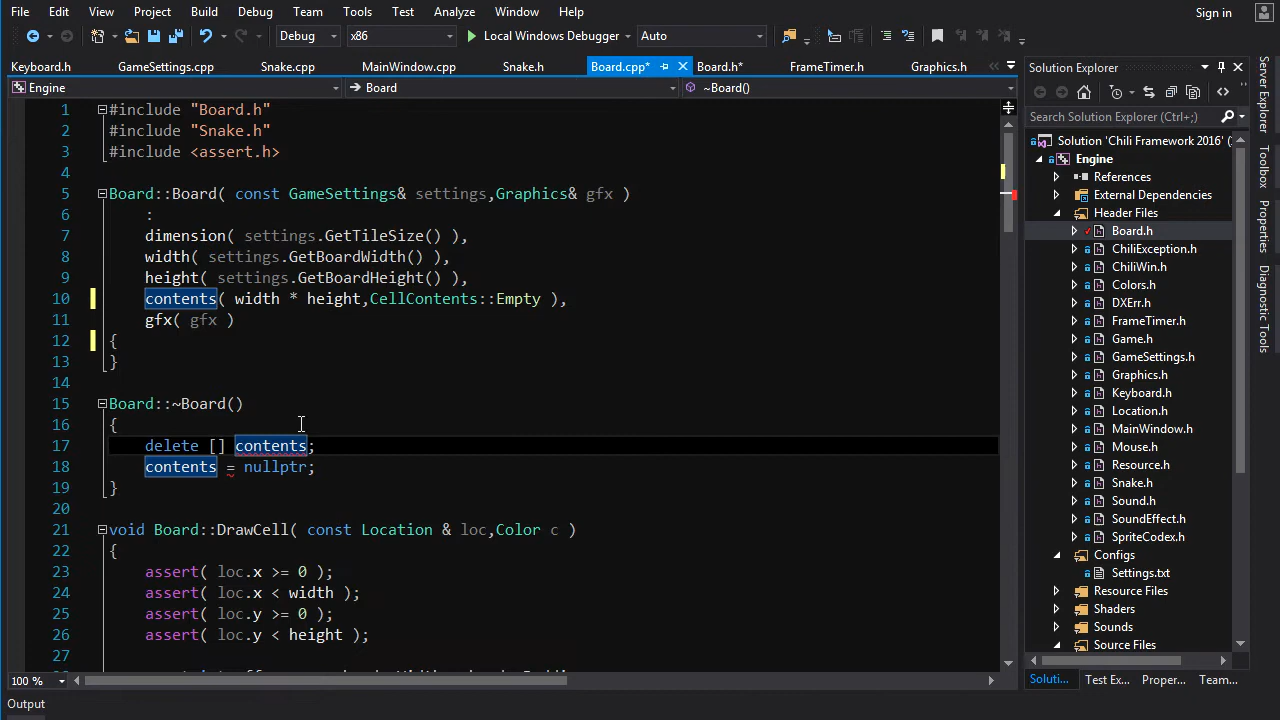 File Edit View Project Build Debug Team Tools Test Analyze Window Help Sign in
Debug x86 Local Windows Debugger Auto
Keyboard.h GameSettings.cpp Snake.cpp MainWindow.cpp Snake.h Board.cpp* Board.h* FrameTimer.h Graphics.h
Engine Board ~Board()
1 #include "Board.h"
2 #include "Snake.h"
3 #include <assert.h>
4
5 Board::Board( const GameSettings& settings,Graphics& gfx )
6 :
7 dimension( settings.GetTileSize() ),
8 width( settings.GetBoardWidth() ),
9 height( settings.GetBoardHeight() ),
10 contents( width * height,CellContents::Empty ),
11 gfx( gfx )
12 {
13 }
14
15 Board::~Board()
16 {
17 delete [] contents;
18 contents = nullptr;
19 }
20
21 void Board::DrawCell( const Location & loc,Color c )
22 {
23 assert( loc.x >= 0 );
24 assert( loc.x < width );
25 assert( loc.y >= 0 );
26 assert( loc.y < height );
27
100 %
Output
Solution Explorer
Search Solution Explorer (Ctrl+;)
Solution 'Chili Framework 2016' (
Engine
References
External Dependencies
Header Files
Board.h
ChiliException.h
ChiliWin.h
Colors.h
DXErr.h
FrameTimer.h
Game.h
GameSettings.h
Graphics.h
Keyboard.h
Location.h
MainWindow.h
Mouse.h
Resource.h
Snake.h
Sound.h
SoundEffect.h
SpriteCodex.h
Configs
Settings.txt
Resource Files
Shaders
Sounds
Source Files
Soluti... Test Ex... Proper... Team...
Server Explorer
Toolbox
Properties
Diagnostic Tools